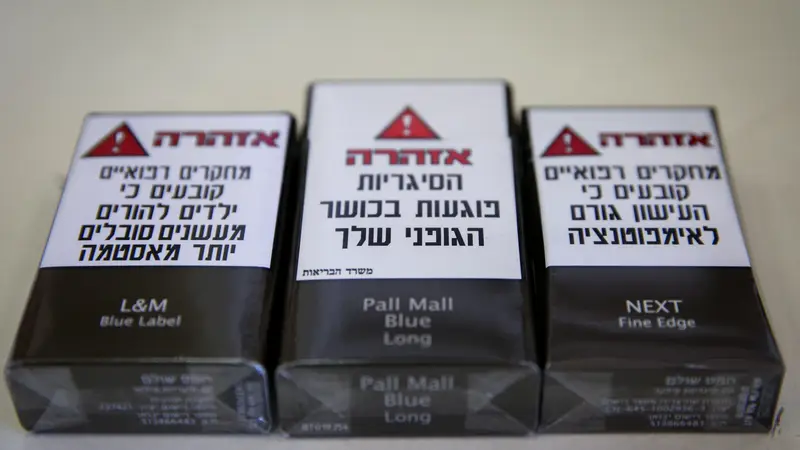 אזהרה
מחקרים רפואיים
קובעים כי
ילדים להורים
מעשנים סובלים
יותר מאסטמה
L&M
Blue Label
אזהרה
הסיגריות
פוגעות בכושר
הגופני שלך
משרד הבריאות
Pall Mall
Blue
Long
Pall Mall
Blue
Long
אזהרה
מחקרים רפואיים
קובעים כי
העישון גורם
לאימפוטנציה
NEXT
Fine Edge